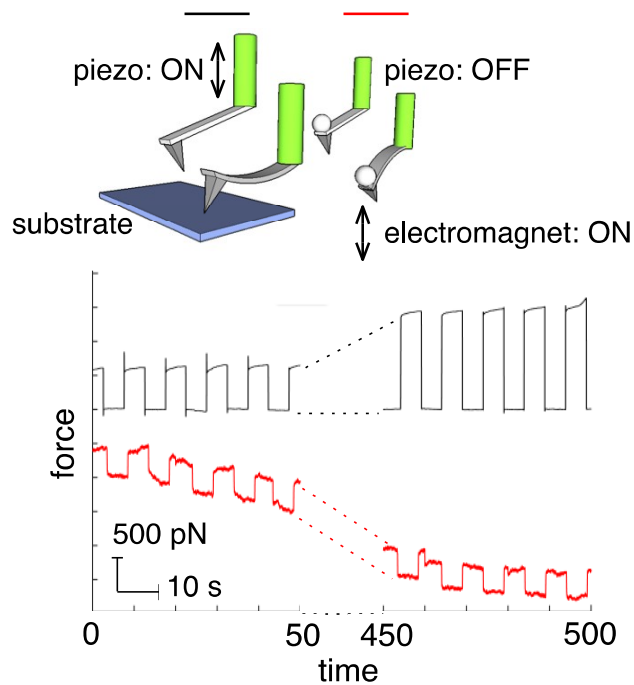 piezo: ON
piezo: OFF
substrate
electromagnet: ON
force
500 pN
10 s
0
50
450
500
time